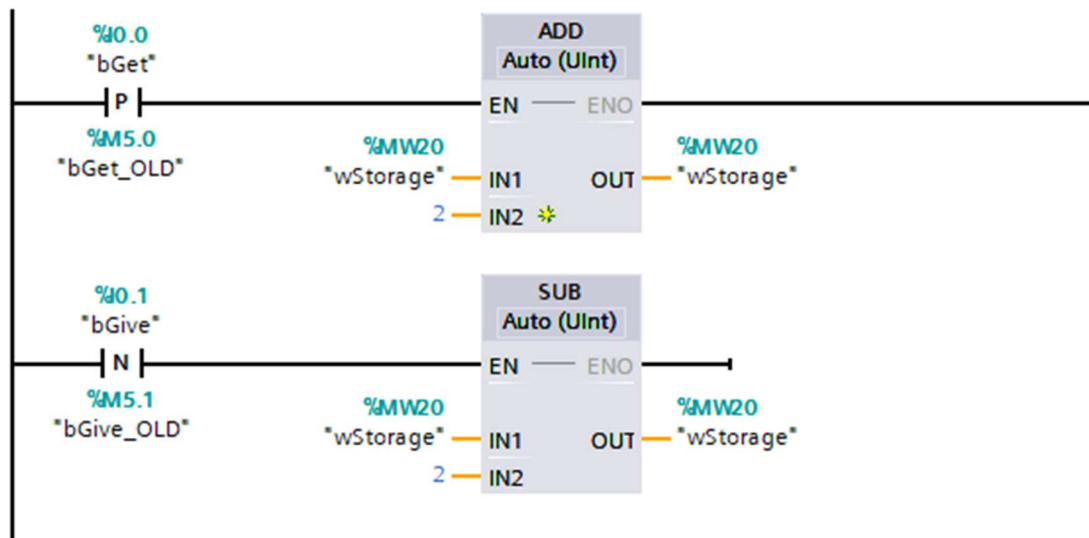 %I0.0
"bGet"
P
%M5.0
"bGet_OLD"
ADD
Auto (UInt)
EN ENO
%MW20
"wStorage" IN1
2 IN2
OUT
%MW20
"wStorage"
%I0.1
"bGive"
N
%M5.1
"bGive_OLD"
SUB
Auto (UInt)
EN ENO
%MW20
"wStorage" IN1
2 IN2
OUT
%MW20
"wStorage"